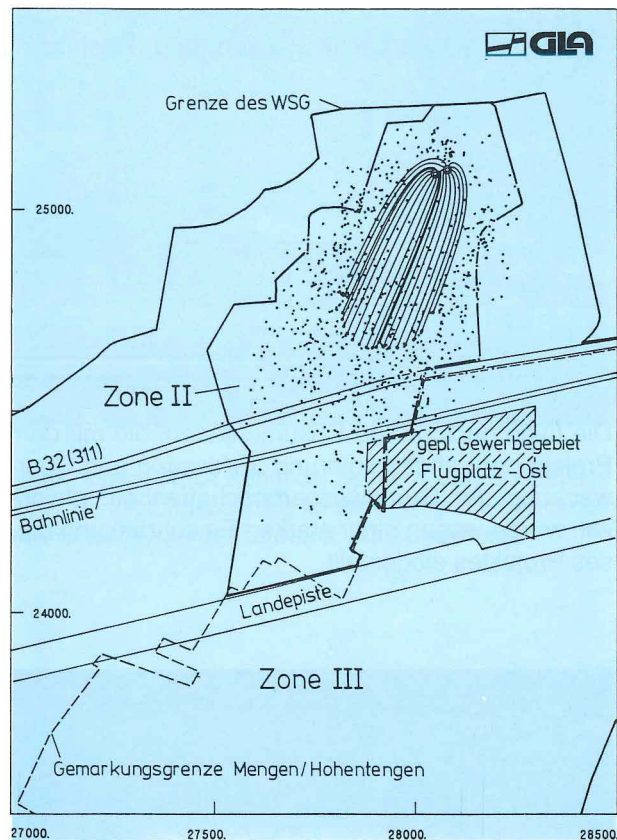 GLA
Grenze des WSG
25000.
Zone II
B 32 (311)
gepl. Gewerbegebiet
Flugplatz-Ost
Bahnlinie
24000.
Landepiste
Zone III
Gemarkungsgrenze Mengen/Hohentengen
27000. 27500. 28000. 28500.